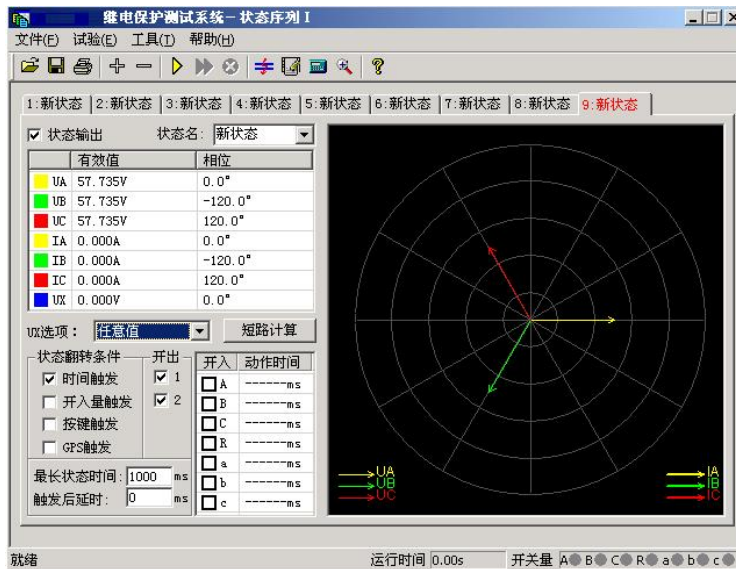 继电保护测试系统-状态序列 I
文件(F) 试验(E) 工具(T) 帮助(H)
1:新状态 2:新状态 3:新状态 4:新状态 5:新状态 6:新状态 7:新状态 8:新状态 9:新状态
状态输出 状态名: 新状态
有效值 相位
UA 57.735V 0.0°
UB 57.735V -120.0°
UC 57.735V 120.0°
IA 0.000A 0.0°
IB 0.000A -120.0°
IC 0.000A 120.0°
UX 0.000V 0.0°
UX选项: 任意值 短路计算
状态翻转条件 开出 开入 动作时间
时间触发 1 A ------ms
开入量触发 2 B ------ms
按键触发 C ------ms
GPS触发 R ------ms
a ------ms
最长状态时间: 1000 ms b ------ms
触发后延时: 0 ms c ------ms
UA
UB
UC
IA
IB
IC
就绪 运行时间 0.00s 开关量 A B C R a b c